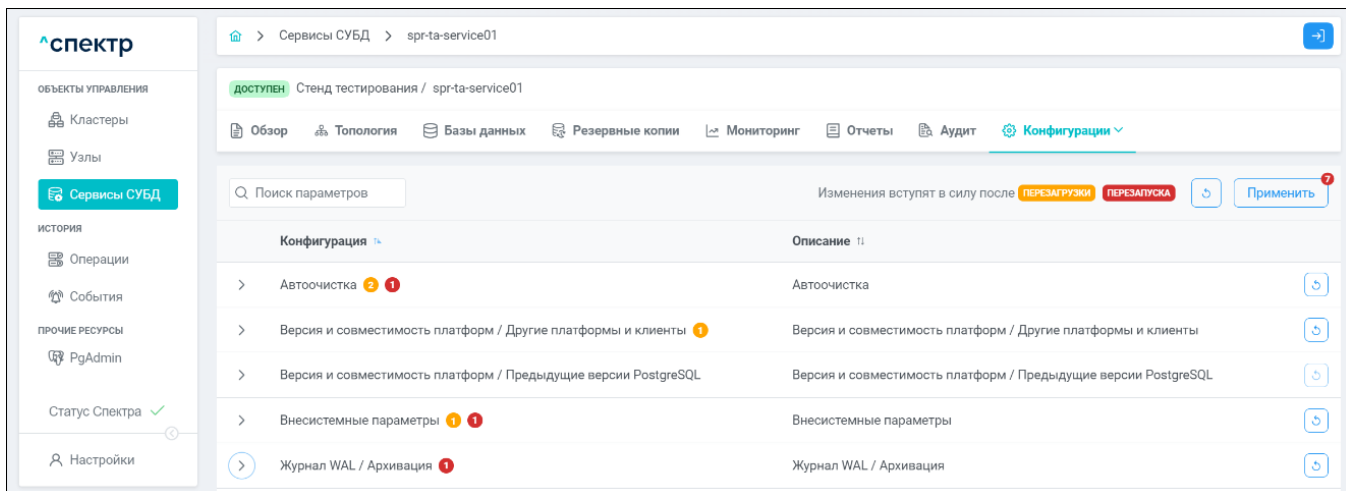 ^спектр
ОБЪЕКТЫ УПРАВЛЕНИЯ
Кластеры
Узлы
Сервисы СУБД
ИСТОРИЯ
Операции
События
ПРОЧИЕ РЕСУРСЫ
PgAdmin
Статус Спектра
Настройки
> Сервисы СУБД > spr-ta-service01
ДОСТУПЕН Стенд тестирования / spr-ta-service01
Обзор Топология Базы данных Резервные копии Мониторинг Отчеты Аудит Конфигурации
Поиск параметров Изменения вступят в силу после ПЕРЕЗАГРУЗКИ ПЕРЕЗАПУСКА Применить 7
Конфигурация Описание
Автоочистка 2 1 Автоочистка
Версия и совместимость платформ / Другие платформы и клиенты 1 Версия и совместимость платформ / Другие платформы и клиенты
Версия и совместимость платформ / Предыдущие версии PostgreSQL Версия и совместимость платформ / Предыдущие версии PostgreSQL
Внесистемные параметры 1 1 Внесистемные параметры
Журнал WAL / Архивация 1 Журнал WAL / Архивация